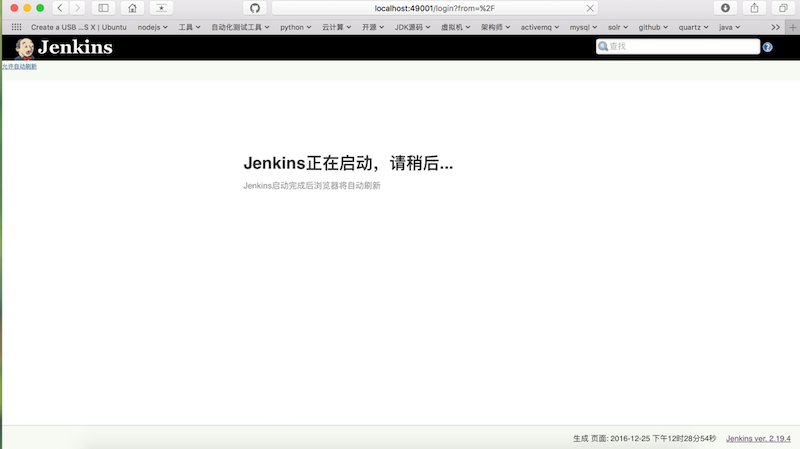 localhost:49001/login?from=%2F
Create a USB ...S X | Ubuntu nodejs 工具 自动化测试工具 python 云计算 开源 JDK源码 虚拟机 架构师 activemq mysql solr github quartz java
Jenkins
查找
允许自动刷新
Jenkins正在启动，请稍后...
Jenkins启动完成后浏览器将自动刷新
生成 页面: 2016-12-25 下午12时28分54秒 Jenkins ver. 2.19.4